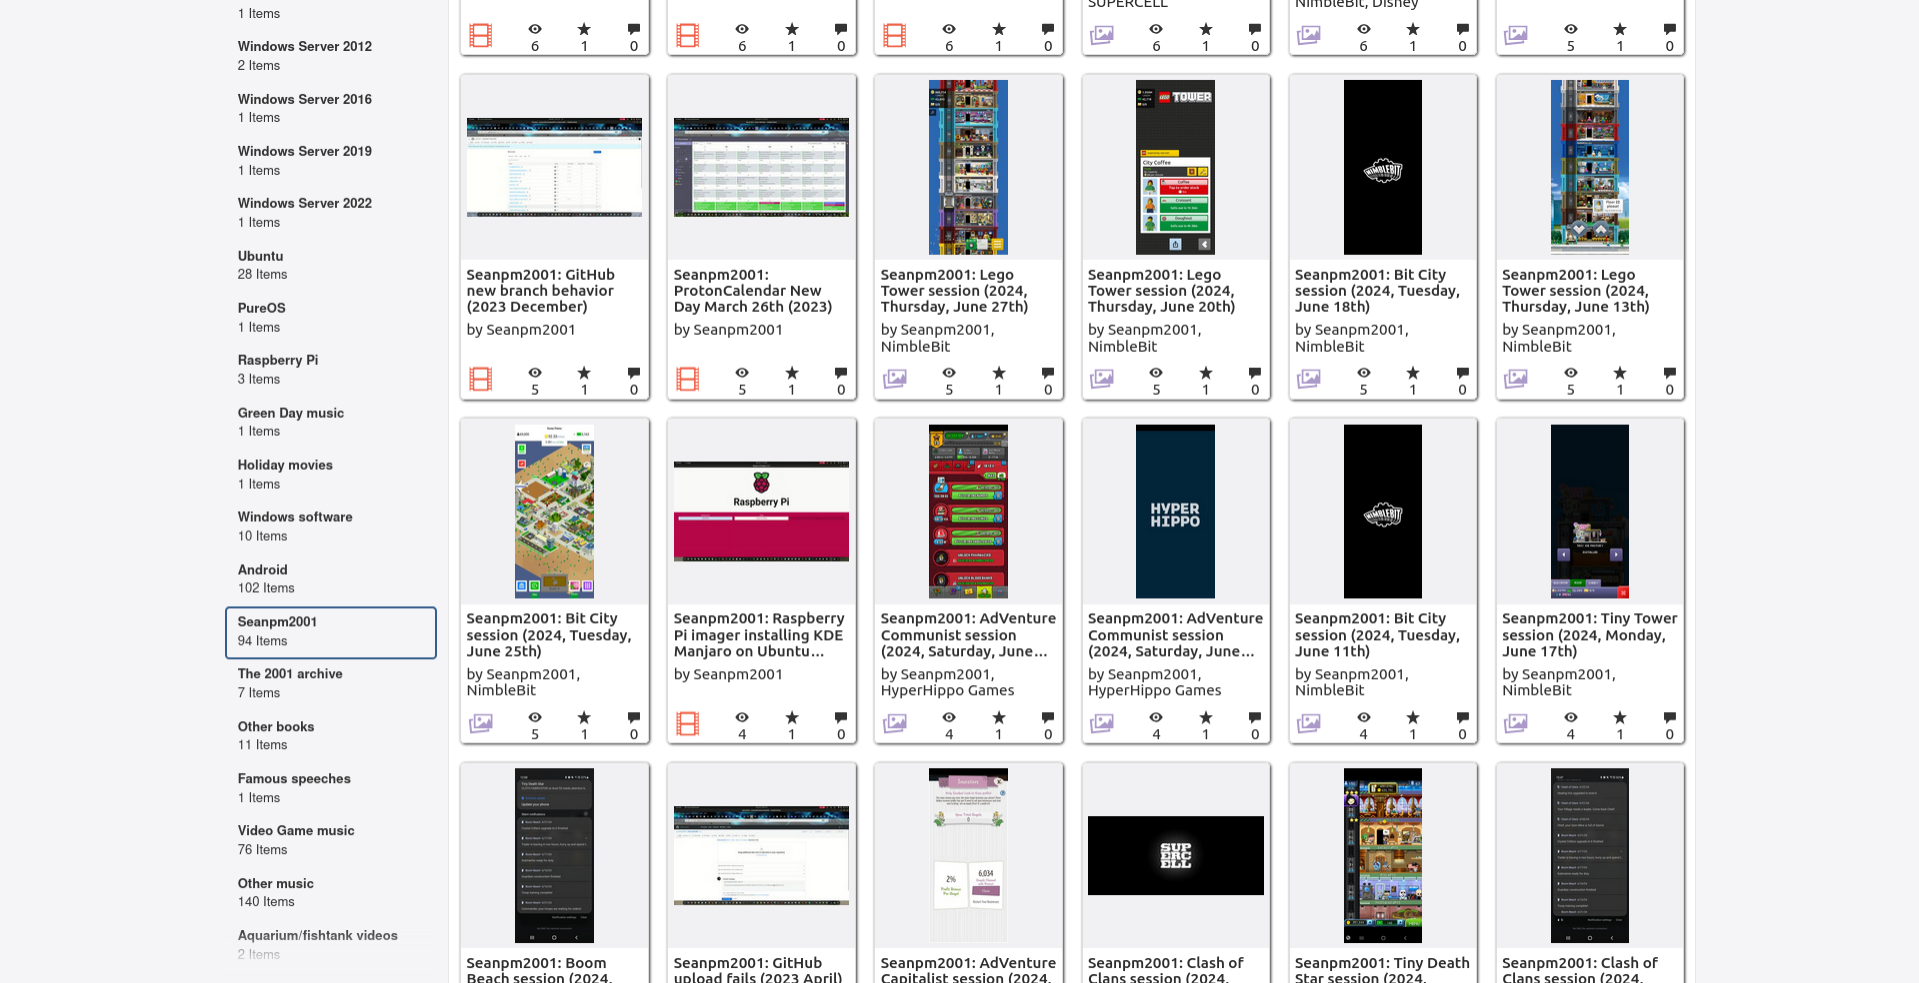 1 Items
Windows Server 2012
2 Items
Windows Server 2016
1 Items
Windows Server 2019
1 Items
Windows Server 2022
1 Items
Ubuntu
28 Items
PureOS
1 Items
Raspberry Pi
3 Items
Green Day music
1 Items
Holiday movies
1 Items
Windows software
10 Items
Android
102 Items
Seanpm2001
94 Items
The 2001 archive
7 Items
Other books
11 Items
Famous speeches
1 Items
Video Game music
76 Items
Other music
140 Items
Aquarium/fishtank videos
2 Items
SUPERCELL
NimbleBit, Disney
6 1 0
6 1 0
6 1 0
6 1 0
6 1 0
5 1 0
LEGO TOWER
City Coffee
Coffee
Croissant
Doughnut
NIMBLEBIT
Seanpm2001: GitHub
new branch behavior
(2023 December)
by Seanpm2001
5 1 0
Seanpm2001:
ProtonCalendar New
Day March 26th (2023)
by Seanpm2001
5 1 0
Seanpm2001: Lego
Tower session (2024,
Thursday, June 27th)
by Seanpm2001,
NimbleBit
5 1 0
Seanpm2001: Lego
Tower session (2024,
Thursday, June 20th)
by Seanpm2001,
NimbleBit
5 1 0
Seanpm2001: Bit City
session (2024, Tuesday,
June 18th)
by Seanpm2001,
NimbleBit
5 1 0
Seanpm2001: Lego
Tower session (2024,
Thursday, June 13th)
by Seanpm2001,
NimbleBit
5 1 0
Raspberry Pi
HYPER
HIPPO
NIMBLEBIT
Seanpm2001: Bit City
session (2024, Tuesday,
June 25th)
by Seanpm2001,
NimbleBit
5 1 0
Seanpm2001: Raspberry
Pi imager installing KDE
Manjaro on Ubuntu...
by Seanpm2001
4 1 0
Seanpm2001: AdVenture
Communist session
(2024, Saturday, June...
by Seanpm2001,
HyperHippo Games
4 1 0
Seanpm2001: AdVenture
Communist session
(2024, Saturday, June...
by Seanpm2001,
HyperHippo Games
4 1 0
Seanpm2001: Bit City
session (2024, Tuesday,
June 11th)
by Seanpm2001,
NimbleBit
4 1 0
Seanpm2001: Tiny Tower
session (2024, Monday,
June 17th)
by Seanpm2001,
NimbleBit
4 1 0
2%
6,034
SUP
ERC
ELL
Seanpm2001: Boom
Beach session (2024,
Seanpm2001: GitHub
upload fails (2023 April)
Seanpm2001: AdVenture
Capitalist session (2024,
Seanpm2001: Clash of
Clans session (2024,
Seanpm2001: Tiny Death
Star session (2024,
Seanpm2001: Clash of
Clans session (2024,